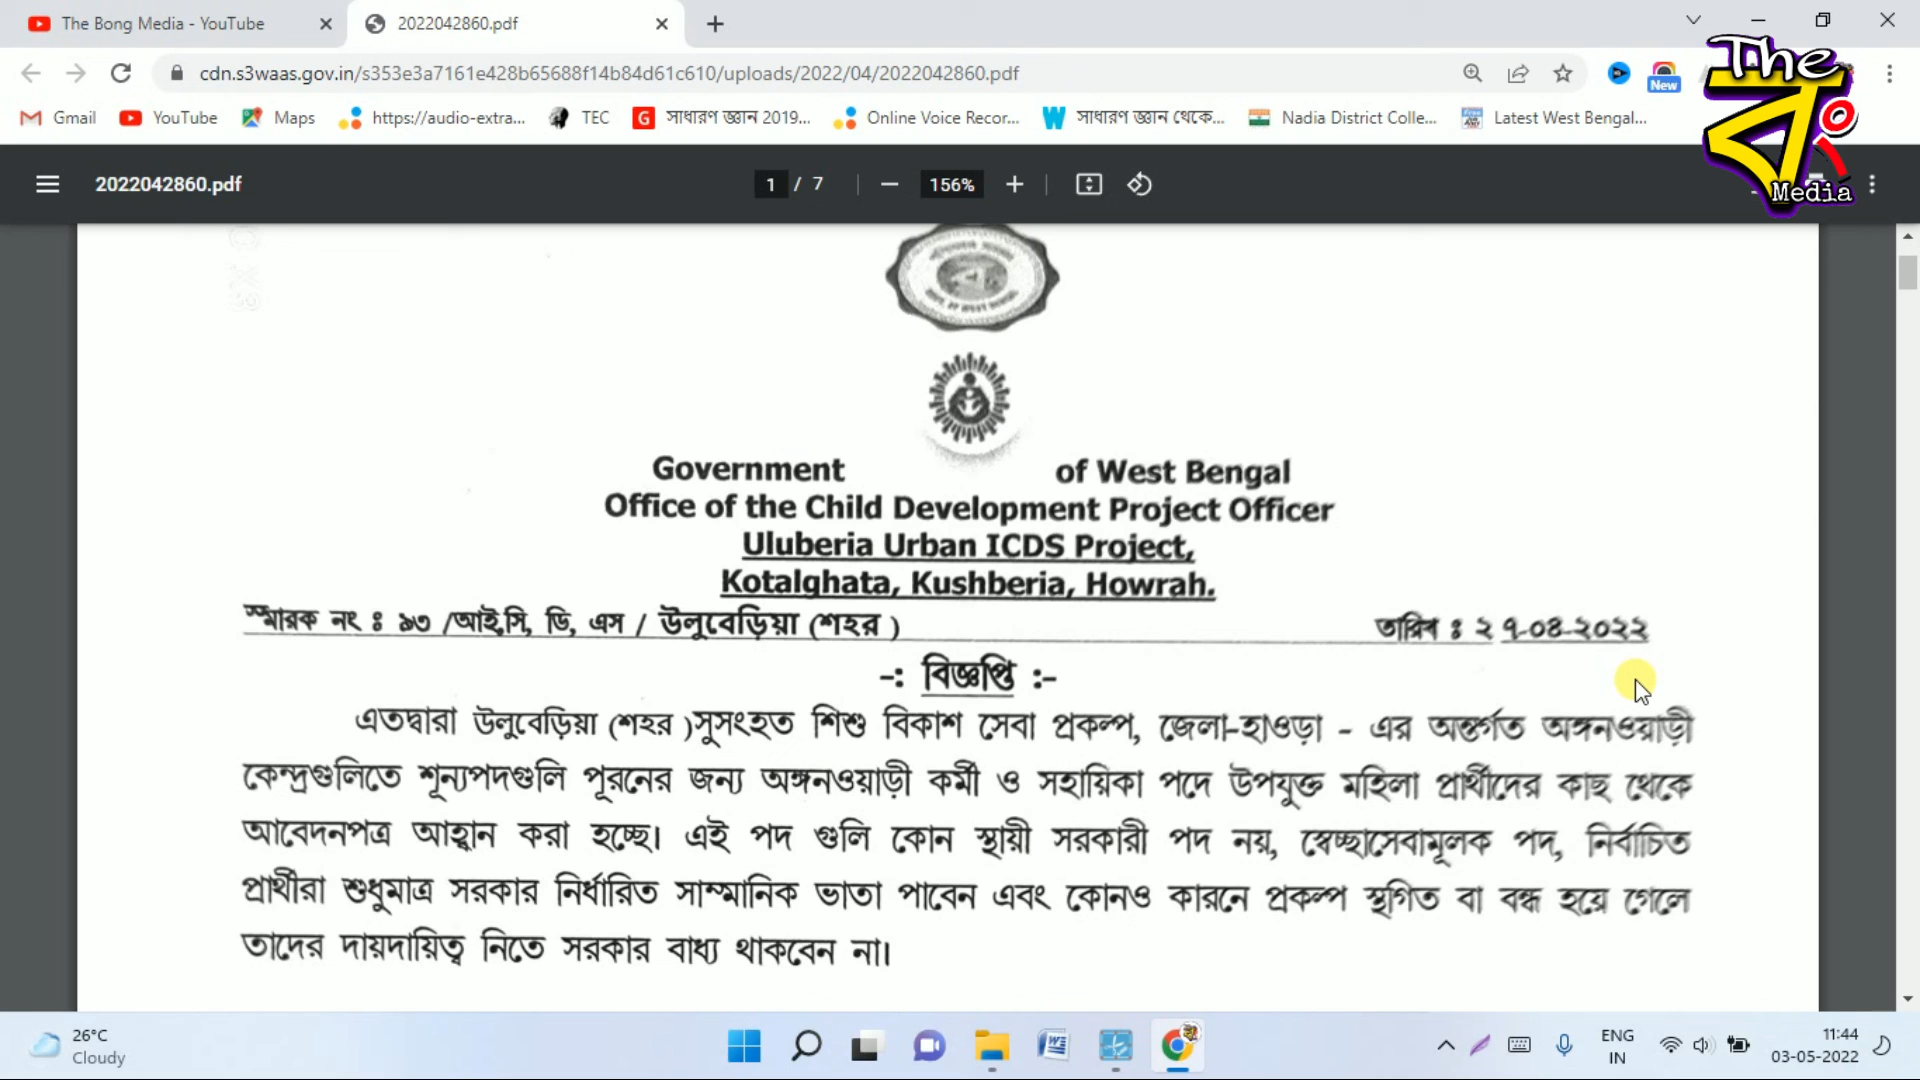 The Bong Media - YouTube
2022042860.pdf
cdn.s3waas.gov.in/s353e3a7161e428b65688f14b84d61c610/uploads/2022/04/2022042860.pdf
New
Gmail YouTube Maps https://audio-extra... TEC সাধারণ জ্ঞান 2019... Online Voice Recor... সাধারণ জ্ঞান থেকে... Nadia District Colle... Latest West Bengal...
The
বং
Media
2022042860.pdf 1 / 7 156%
Government of West Bengal
Office of the Child Development Project Officer
Uluberia Urban ICDS Project,
Kotalghata, Kushberia, Howrah.
স্মারক নং ঃ ৯৩ /আই,সি, ডি, এস / উলুবেড়িয়া (শহর ) তারিখ ঃ ২ ৭-০৪-২০২২
-: বিজ্ঞপ্তি :-
এতদ্বারা উলুবেড়িয়া (শহর )সুসংহত শিশু বিকাশ সেবা প্রকল্প, জেলা-হাওড়া - এর অন্তর্গত অঙ্গনওয়াড়ী
কেন্দ্রগুলিতে শূন্যপদগুলি পূরনের জন্য অঙ্গনওয়াড়ী কর্মী ও সহায়িকা পদে উপযুক্ত মহিলা প্রার্থীদের কাছ থেকে
আবেদনপত্র আহ্বান করা হচ্ছে। এই পদ গুলি কোন স্থায়ী সরকারী পদ নয়, স্বেচ্ছাসেবামূলক পদ, নির্বাচিত
প্রার্থীরা শুধুমাত্র সরকার নির্ধারিত সাম্মানিক ভাতা পাবেন এবং কোনও কারনে প্রকল্প স্থগিত বা বন্ধ হয়ে গেলে
তাদের দায়দায়িত্ব নিতে সরকার বাধ্য থাকবেন না।
26°C
Cloudy
ENG
IN
11:44
03-05-2022